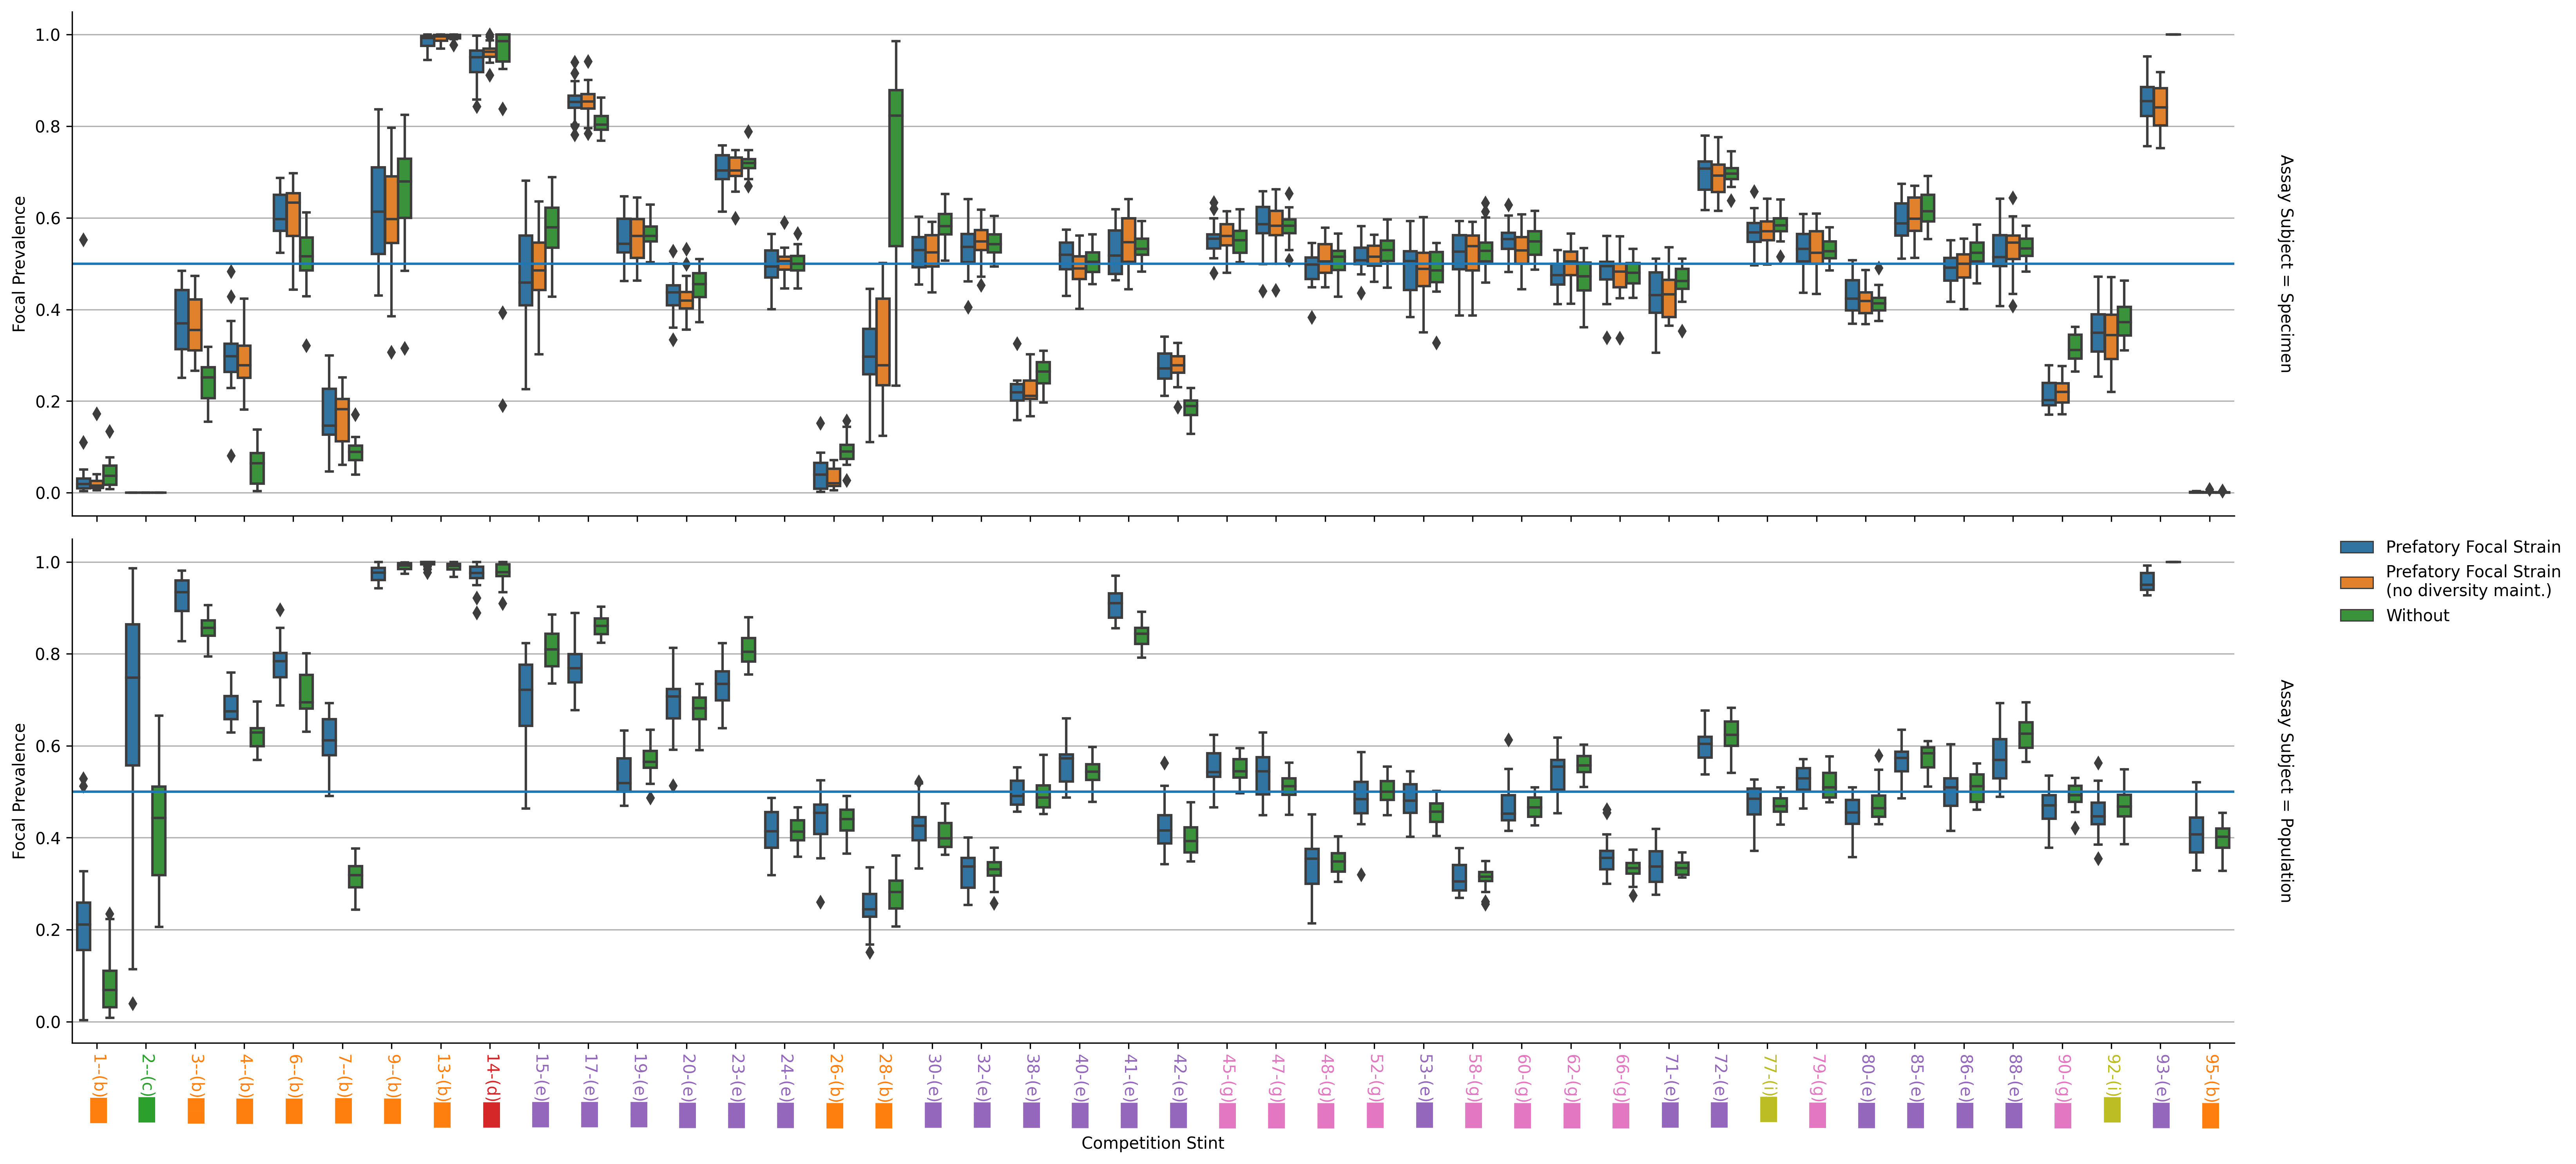 1.0
0.8
0.6
0.4
0.2
0.0
Focal Prevalence
Assay Subject = Specimen
1.0
0.8
0.6
0.4
0.2
0.0
Focal Prevalence
Assay Subject = Population
Prefatory Focal Strain
Prefatory Focal Strain
(no diversity maint.)
Without
1--(b)
2--(c)
3--(b)
4--(b)
6--(b)
7--(b)
9--(b)
13-(b)
14-(d)
15-(e)
17-(e)
19-(e)
20-(e)
23-(e)
24-(e)
26-(b)
28-(b)
30-(e)
32-(e)
38-(e)
40-(e)
41-(e)
42-(e)
45-(g)
47-(g)
48-(g)
52-(g)
53-(e)
58-(g)
60-(g)
62-(g)
66-(g)
71-(e)
72-(e)
77-(i)
79-(g)
80-(e)
85-(e)
86-(e)
88-(e)
90-(g)
92-(i)
93-(e)
95-(b)
Competition Stint